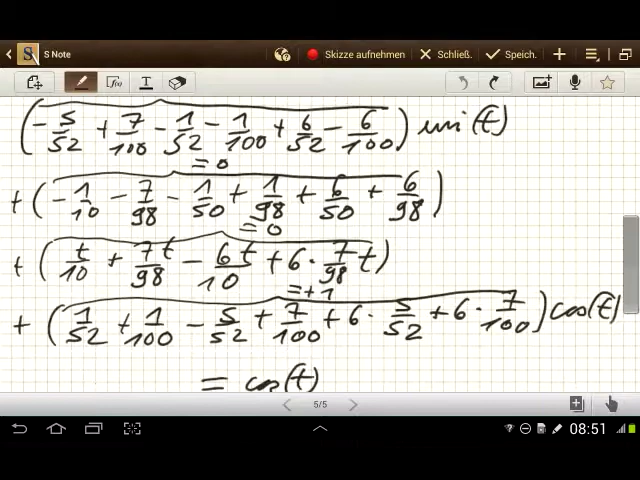 S Note
Skizze aufnehmen Schließ. Speich.
(-5/52 + 7/100 - 1/52 - 1/100 + 6/52 - 6/100) sin(t)
= 0
+ (-1/10 - 7/98 - 1/50 + 1/98 + 6/50 + 6/98)
= 0
+ (t/10 + 7t/98 - 6t/10 + 6 · 7/98 t)
= +1
+ (1/52 + 1/100 - 5/52 + 7/100 + 6 · 5/52 + 6 · 7/100) cos(t)
= cos(t)
5/5
08:51